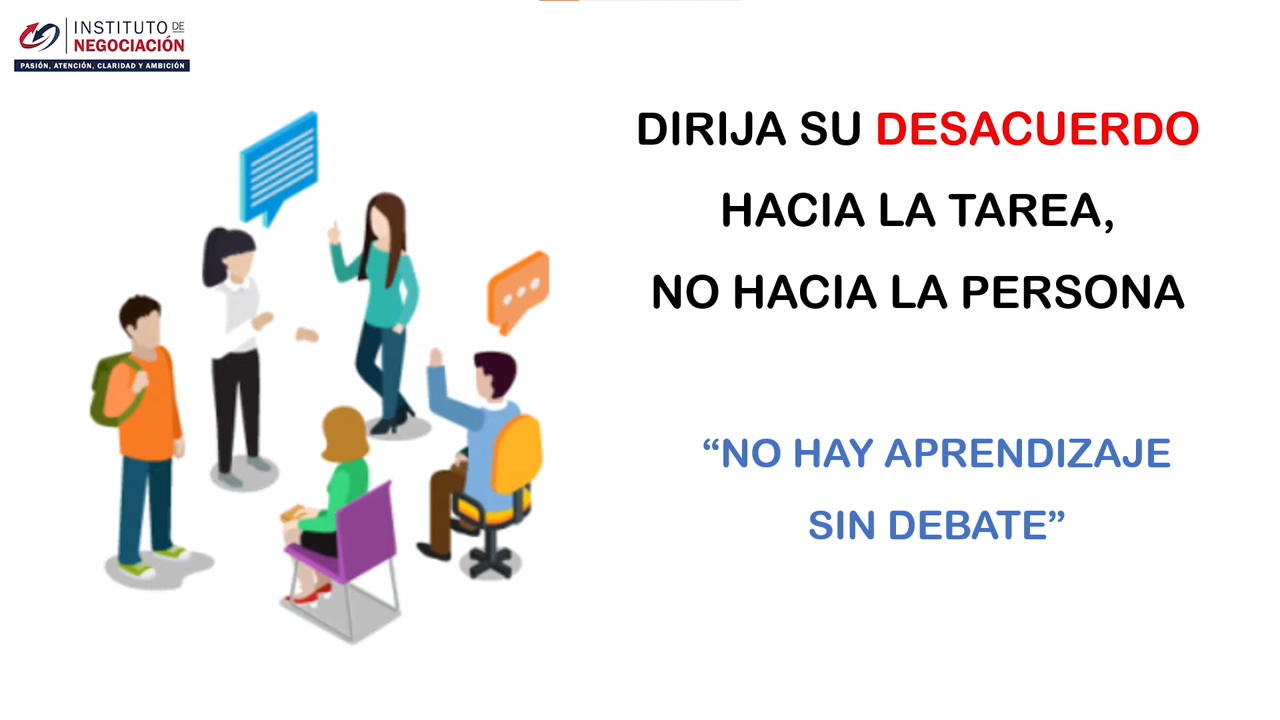 INSTITUTO DE
NEGOCIACIÓN
PASIÓN, ATENCIÓN, CLARIDAD Y AMBICIÓN
DIRIJA SU DESACUERDO
HACIA LA TAREA,
NO HACIA LA PERSONA
“NO HAY APRENDIZAJE
SIN DEBATE”